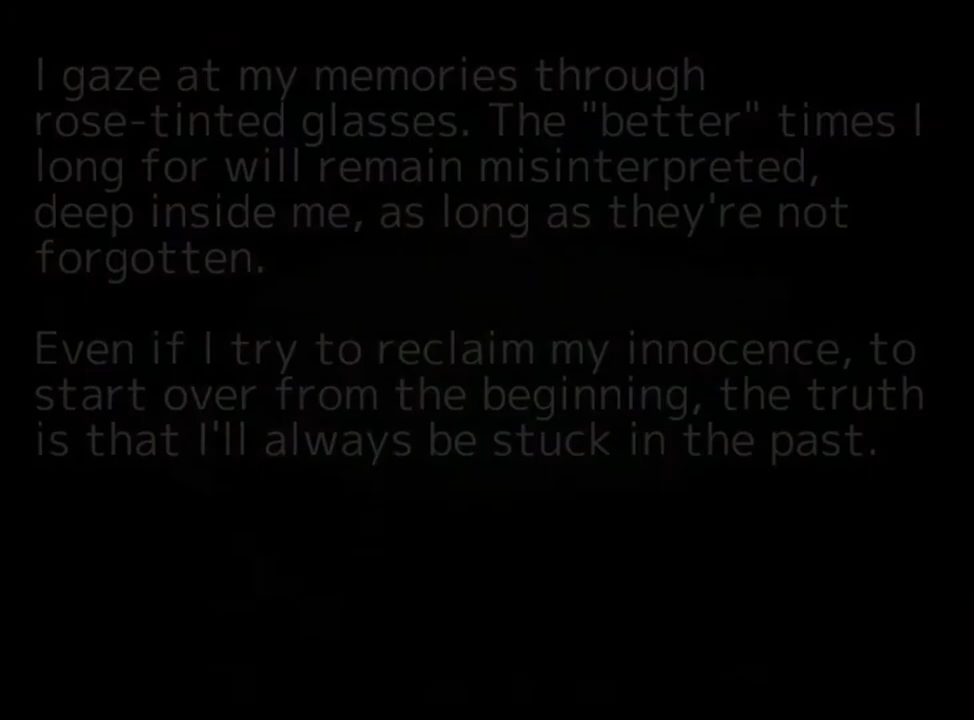 I gaze at my memories through
rose-tinted glasses. The "better" times I
long for will remain misinterpreted,
deep inside me, as long as they're not
forgotten.
Even if I try to reclaim my innocence, to
start over from the beginning, the truth
is that I'll always be stuck in the past.